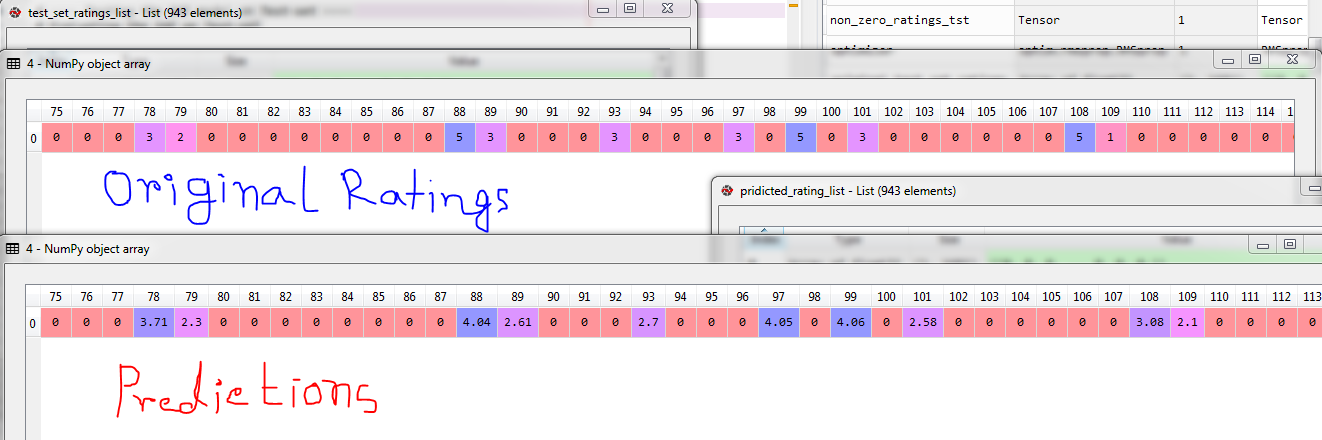 test_set_ratings_list - List (943 elements)
non_zero_ratings_tst Tensor 1 Tensor
4 - NumPy object array
75 76 77 78 79 80 81 82 83 84 85 86 87 88 89 90 91 92 93 94 95 96 97 98 99 100 101 102 103 104 105 106 107 108 109 110 111 112 113 114 1
0 0 0 0 3 2 0 0 0 0 0 0 0 0 5 3 0 0 0 3 0 0 0 3 0 5 0 3 0 0 0 0 0 0 5 1 0 0 0 0 0
Original Ratings
pridicted_rating_list - List (943 elements)
4 - NumPy object array
Index Type Size Value
75 76 77 78 79 80 81 82 83 84 85 86 87 88 89 90 91 92 93 94 95 96 97 98 99 100 101 102 103 104 105 106 107 108 109 110 111 112 113
0 0 0 0 3.71 2.3 0 0 0 0 0 0 0 0 4.04 2.61 0 0 0 2.7 0 0 0 4.05 0 4.06 0 2.58 0 0 0 0 0 0 3.08 2.1 0 0 0 0
Predictions